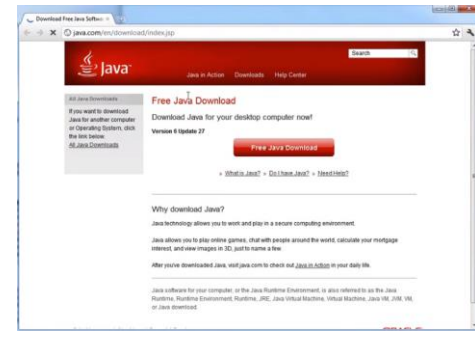 Download Free Java Softwa
java.com/en/download/index.jsp
Search
Java
Java in Action Downloads Help Center
All Java Downloads
If you want to download
Java for another computer
or Operating System, click
the link below.
All Java Downloads
Free Java Download
Download Java for your desktop computer now!
Version 6 Update 27
Free Java Download
» What is Java? » Do I have Java? » Need Help?
Why download Java?
Java technology allows you to work and play in a secure computing environment.
Java allows you to play online games, chat with people around the world, calculate your mortgage
interest, and view images in 3D, just to name a few.
After you've downloaded Java, visit java.com to check out Java in Action in your daily life.
Java software for your computer, or the Java Runtime Environment, is also referred to as the Java
Runtime, Runtime Environment, Runtime, JRE, Java Virtual Machine, Virtual Machine, Java VM, JVM, VM,
or Java download.